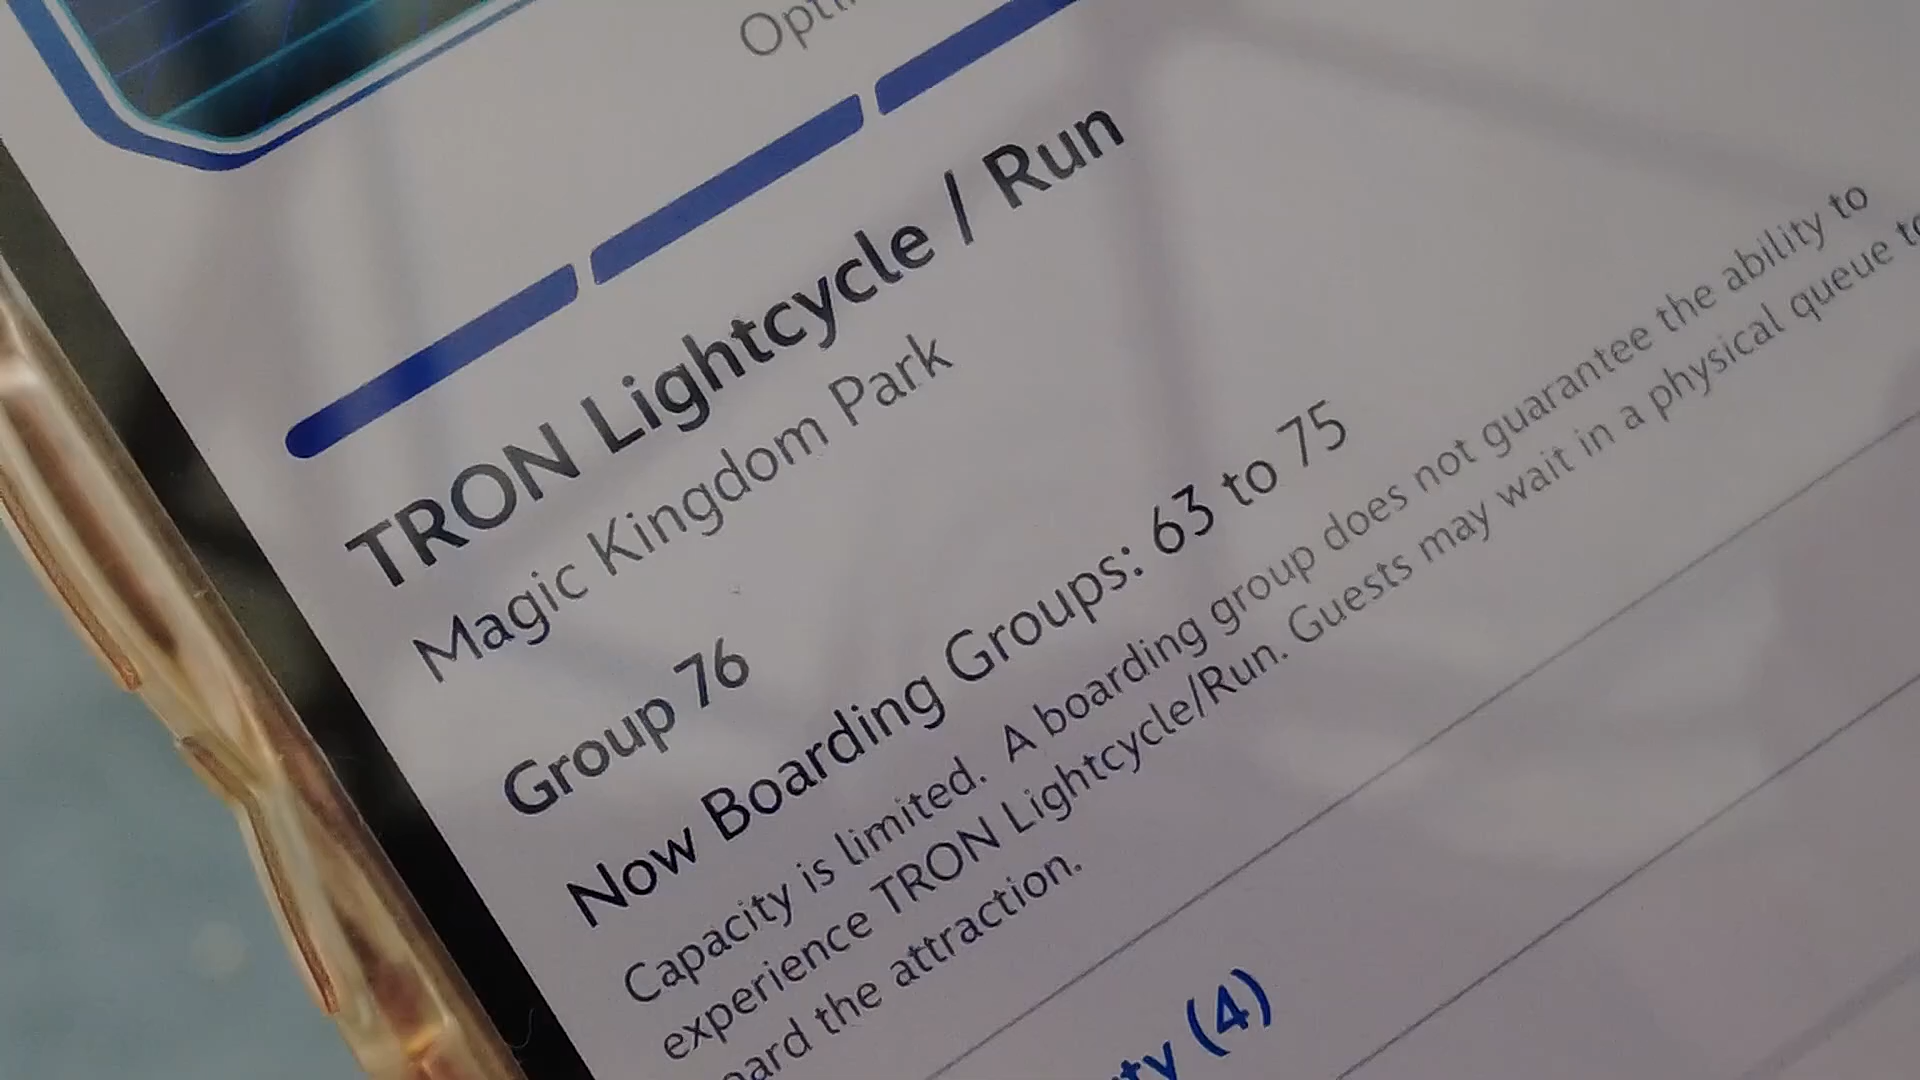 TRON Lightcycle / Run
Magic Kingdom Park
Group 76
Now Boarding Groups: 63 to 75
Capacity is limited. A boarding group does not guarantee the ability to
experience TRON Lightcycle/Run. Guests may wait in a physical queue to
the attraction.
(4)